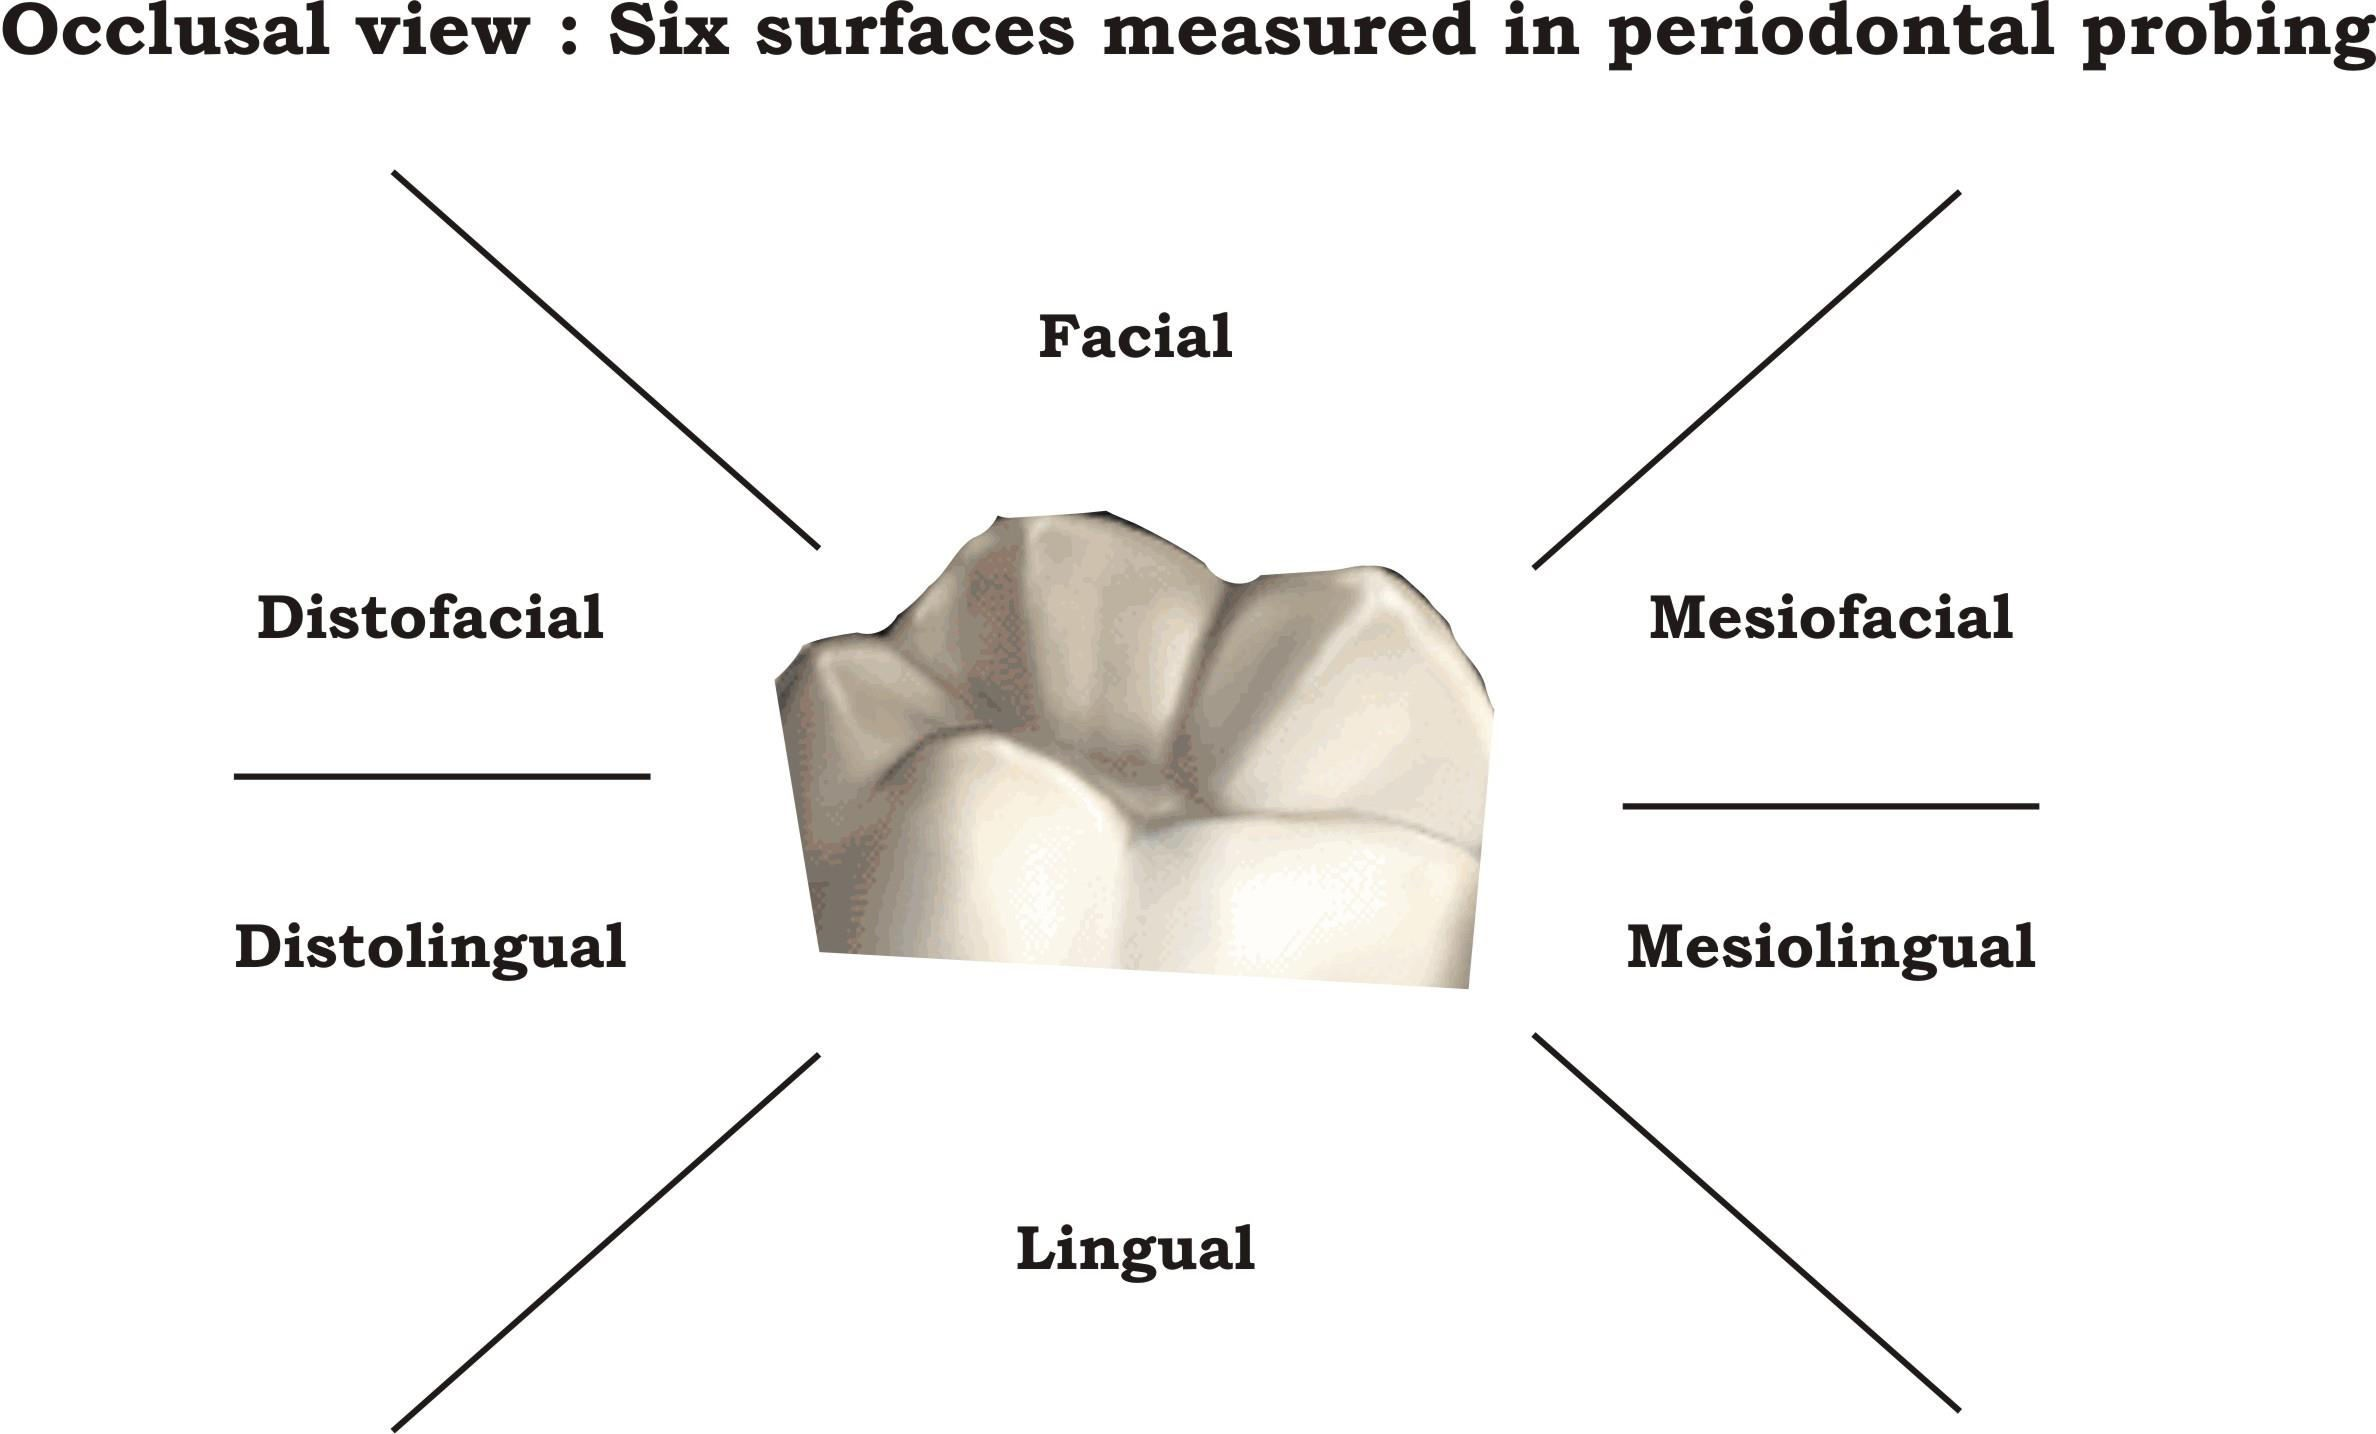 Occlusal view : Six surfaces measured in periodontal probing
Facial
Distofacial
Mesiofacial
Distolingual
Mesiolingual
Lingual